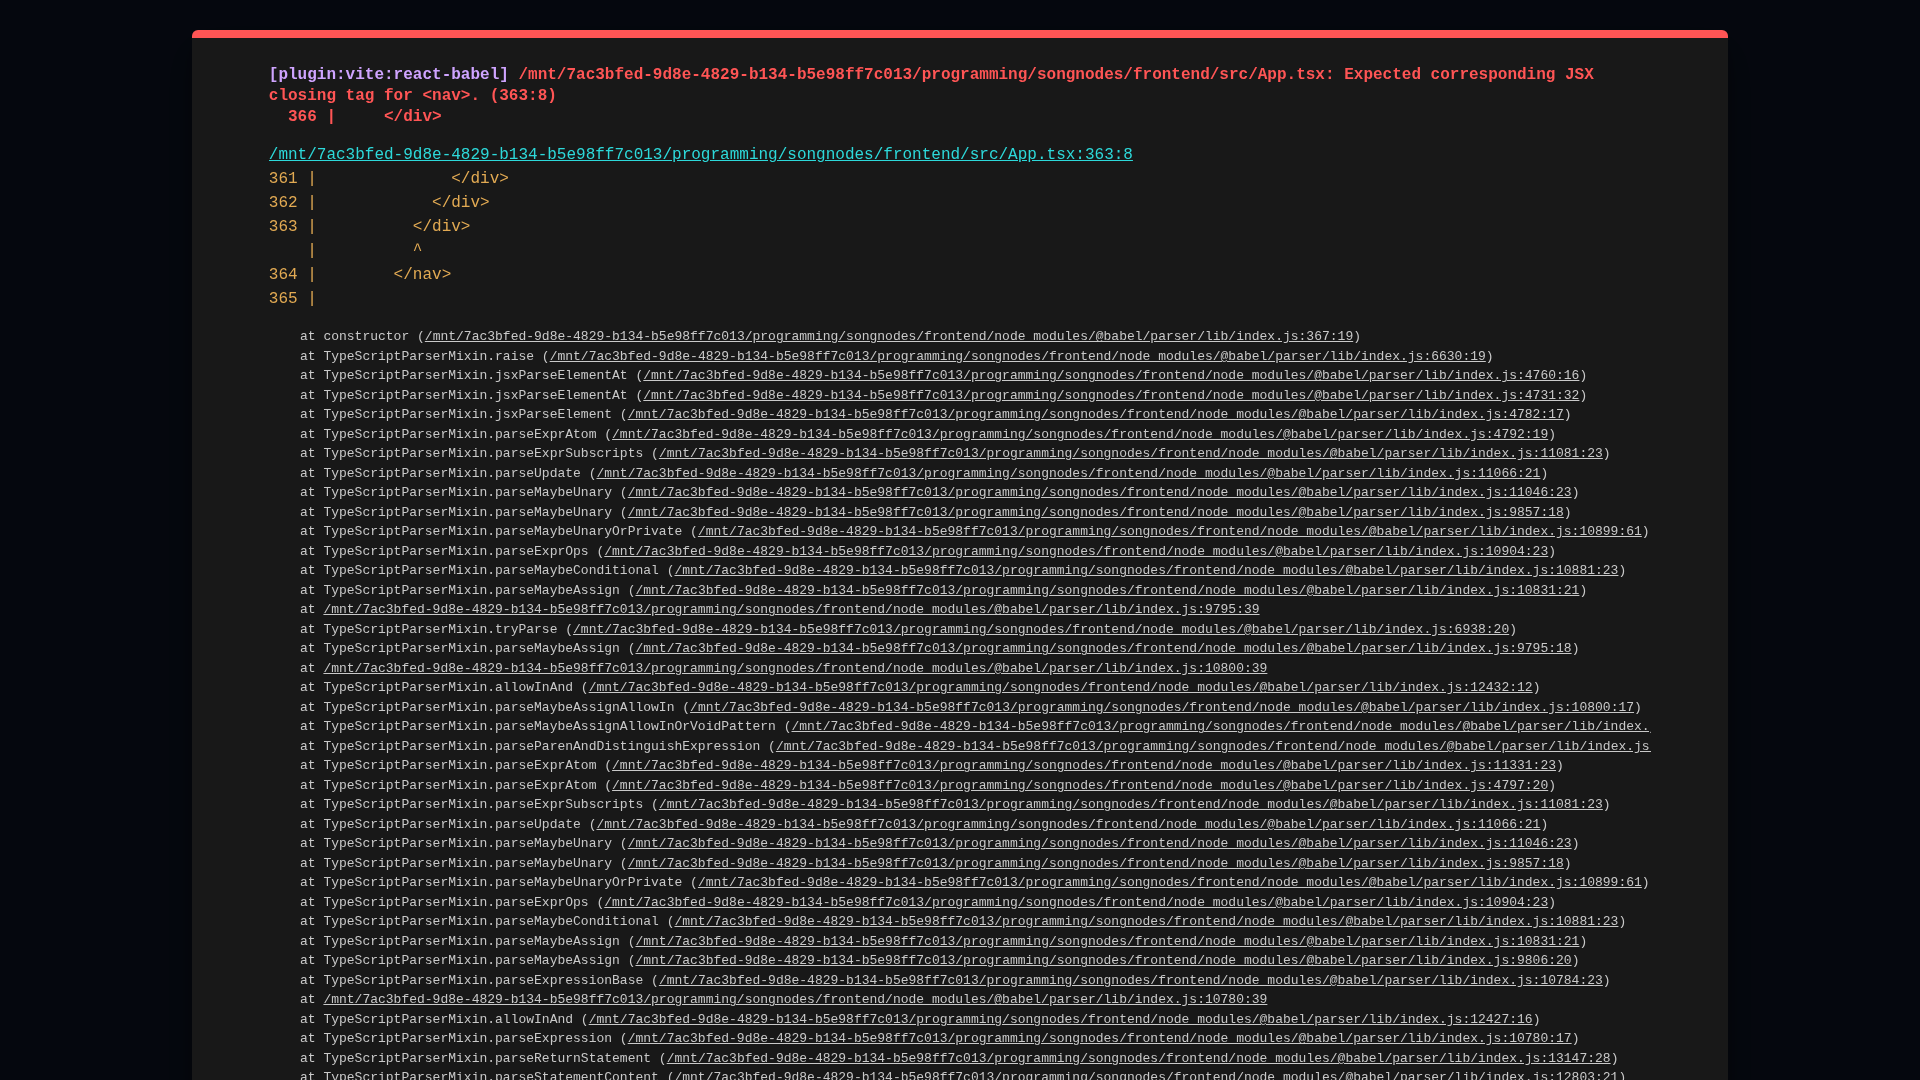 [plugin:vite:react-babel] /mnt/7ac3bfed-9d8e-4829-b134-b5e98ff7c013/programming/songnodes/frontend/src/App.tsx: Expected corresponding JSX
closing tag for <nav>. (363:8)
  366 |     </div>
/mnt/7ac3bfed-9d8e-4829-b134-b5e98ff7c013/programming/songnodes/frontend/src/App.tsx:363:8
361 |              </div>
362 |            </div>
363 |          </div>
    |          ^
364 |        </nav>
365 |
at constructor (/mnt/7ac3bfed-9d8e-4829-b134-b5e98ff7c013/programming/songnodes/frontend/node_modules/@babel/parser/lib/index.js:367:19)
at TypeScriptParserMixin.raise (/mnt/7ac3bfed-9d8e-4829-b134-b5e98ff7c013/programming/songnodes/frontend/node_modules/@babel/parser/lib/index.js:6630:19)
at TypeScriptParserMixin.jsxParseElementAt (/mnt/7ac3bfed-9d8e-4829-b134-b5e98ff7c013/programming/songnodes/frontend/node_modules/@babel/parser/lib/index.js:4760:16)
at TypeScriptParserMixin.jsxParseElementAt (/mnt/7ac3bfed-9d8e-4829-b134-b5e98ff7c013/programming/songnodes/frontend/node_modules/@babel/parser/lib/index.js:4731:32)
at TypeScriptParserMixin.jsxParseElement (/mnt/7ac3bfed-9d8e-4829-b134-b5e98ff7c013/programming/songnodes/frontend/node_modules/@babel/parser/lib/index.js:4782:17)
at TypeScriptParserMixin.parseExprAtom (/mnt/7ac3bfed-9d8e-4829-b134-b5e98ff7c013/programming/songnodes/frontend/node_modules/@babel/parser/lib/index.js:4792:19)
at TypeScriptParserMixin.parseExprSubscripts (/mnt/7ac3bfed-9d8e-4829-b134-b5e98ff7c013/programming/songnodes/frontend/node_modules/@babel/parser/lib/index.js:11081:23)
at TypeScriptParserMixin.parseUpdate (/mnt/7ac3bfed-9d8e-4829-b134-b5e98ff7c013/programming/songnodes/frontend/node_modules/@babel/parser/lib/index.js:11066:21)
at TypeScriptParserMixin.parseMaybeUnary (/mnt/7ac3bfed-9d8e-4829-b134-b5e98ff7c013/programming/songnodes/frontend/node_modules/@babel/parser/lib/index.js:11046:23)
at TypeScriptParserMixin.parseMaybeUnary (/mnt/7ac3bfed-9d8e-4829-b134-b5e98ff7c013/programming/songnodes/frontend/node_modules/@babel/parser/lib/index.js:9857:18)
at TypeScriptParserMixin.parseMaybeUnaryOrPrivate (/mnt/7ac3bfed-9d8e-4829-b134-b5e98ff7c013/programming/songnodes/frontend/node_modules/@babel/parser/lib/index.js:10899:61)
at TypeScriptParserMixin.parseExprOps (/mnt/7ac3bfed-9d8e-4829-b134-b5e98ff7c013/programming/songnodes/frontend/node_modules/@babel/parser/lib/index.js:10904:23)
at TypeScriptParserMixin.parseMaybeConditional (/mnt/7ac3bfed-9d8e-4829-b134-b5e98ff7c013/programming/songnodes/frontend/node_modules/@babel/parser/lib/index.js:10881:23)
at TypeScriptParserMixin.parseMaybeAssign (/mnt/7ac3bfed-9d8e-4829-b134-b5e98ff7c013/programming/songnodes/frontend/node_modules/@babel/parser/lib/index.js:10831:21)
at /mnt/7ac3bfed-9d8e-4829-b134-b5e98ff7c013/programming/songnodes/frontend/node_modules/@babel/parser/lib/index.js:9795:39
at TypeScriptParserMixin.tryParse (/mnt/7ac3bfed-9d8e-4829-b134-b5e98ff7c013/programming/songnodes/frontend/node_modules/@babel/parser/lib/index.js:6938:20)
at TypeScriptParserMixin.parseMaybeAssign (/mnt/7ac3bfed-9d8e-4829-b134-b5e98ff7c013/programming/songnodes/frontend/node_modules/@babel/parser/lib/index.js:9795:18)
at /mnt/7ac3bfed-9d8e-4829-b134-b5e98ff7c013/programming/songnodes/frontend/node_modules/@babel/parser/lib/index.js:10800:39
at TypeScriptParserMixin.allowInAnd (/mnt/7ac3bfed-9d8e-4829-b134-b5e98ff7c013/programming/songnodes/frontend/node_modules/@babel/parser/lib/index.js:12432:12)
at TypeScriptParserMixin.parseMaybeAssignAllowIn (/mnt/7ac3bfed-9d8e-4829-b134-b5e98ff7c013/programming/songnodes/frontend/node_modules/@babel/parser/lib/index.js:10800:17)
at TypeScriptParserMixin.parseMaybeAssignAllowInOrVoidPattern (/mnt/7ac3bfed-9d8e-4829-b134-b5e98ff7c013/programming/songnodes/frontend/node_modules/@babel/parser/lib/index.
at TypeScriptParserMixin.parseParenAndDistinguishExpression (/mnt/7ac3bfed-9d8e-4829-b134-b5e98ff7c013/programming/songnodes/frontend/node_modules/@babel/parser/lib/index.js
at TypeScriptParserMixin.parseExprAtom (/mnt/7ac3bfed-9d8e-4829-b134-b5e98ff7c013/programming/songnodes/frontend/node_modules/@babel/parser/lib/index.js:11331:23)
at TypeScriptParserMixin.parseExprAtom (/mnt/7ac3bfed-9d8e-4829-b134-b5e98ff7c013/programming/songnodes/frontend/node_modules/@babel/parser/lib/index.js:4797:20)
at TypeScriptParserMixin.parseExprSubscripts (/mnt/7ac3bfed-9d8e-4829-b134-b5e98ff7c013/programming/songnodes/frontend/node_modules/@babel/parser/lib/index.js:11081:23)
at TypeScriptParserMixin.parseUpdate (/mnt/7ac3bfed-9d8e-4829-b134-b5e98ff7c013/programming/songnodes/frontend/node_modules/@babel/parser/lib/index.js:11066:21)
at TypeScriptParserMixin.parseMaybeUnary (/mnt/7ac3bfed-9d8e-4829-b134-b5e98ff7c013/programming/songnodes/frontend/node_modules/@babel/parser/lib/index.js:11046:23)
at TypeScriptParserMixin.parseMaybeUnary (/mnt/7ac3bfed-9d8e-4829-b134-b5e98ff7c013/programming/songnodes/frontend/node_modules/@babel/parser/lib/index.js:9857:18)
at TypeScriptParserMixin.parseMaybeUnaryOrPrivate (/mnt/7ac3bfed-9d8e-4829-b134-b5e98ff7c013/programming/songnodes/frontend/node_modules/@babel/parser/lib/index.js:10899:61)
at TypeScriptParserMixin.parseExprOps (/mnt/7ac3bfed-9d8e-4829-b134-b5e98ff7c013/programming/songnodes/frontend/node_modules/@babel/parser/lib/index.js:10904:23)
at TypeScriptParserMixin.parseMaybeConditional (/mnt/7ac3bfed-9d8e-4829-b134-b5e98ff7c013/programming/songnodes/frontend/node_modules/@babel/parser/lib/index.js:10881:23)
at TypeScriptParserMixin.parseMaybeAssign (/mnt/7ac3bfed-9d8e-4829-b134-b5e98ff7c013/programming/songnodes/frontend/node_modules/@babel/parser/lib/index.js:10831:21)
at TypeScriptParserMixin.parseMaybeAssign (/mnt/7ac3bfed-9d8e-4829-b134-b5e98ff7c013/programming/songnodes/frontend/node_modules/@babel/parser/lib/index.js:9806:20)
at TypeScriptParserMixin.parseExpressionBase (/mnt/7ac3bfed-9d8e-4829-b134-b5e98ff7c013/programming/songnodes/frontend/node_modules/@babel/parser/lib/index.js:10784:23)
at /mnt/7ac3bfed-9d8e-4829-b134-b5e98ff7c013/programming/songnodes/frontend/node_modules/@babel/parser/lib/index.js:10780:39
at TypeScriptParserMixin.allowInAnd (/mnt/7ac3bfed-9d8e-4829-b134-b5e98ff7c013/programming/songnodes/frontend/node_modules/@babel/parser/lib/index.js:12427:16)
at TypeScriptParserMixin.parseExpression (/mnt/7ac3bfed-9d8e-4829-b134-b5e98ff7c013/programming/songnodes/frontend/node_modules/@babel/parser/lib/index.js:10780:17)
at TypeScriptParserMixin.parseReturnStatement (/mnt/7ac3bfed-9d8e-4829-b134-b5e98ff7c013/programming/songnodes/frontend/node_modules/@babel/parser/lib/index.js:13147:28)
at TypeScriptParserMixin.parseStatementContent (/mnt/7ac3bfed-9d8e-4829-b134-b5e98ff7c013/programming/songnodes/frontend/node_modules/@babel/parser/lib/index.js:12803:21)